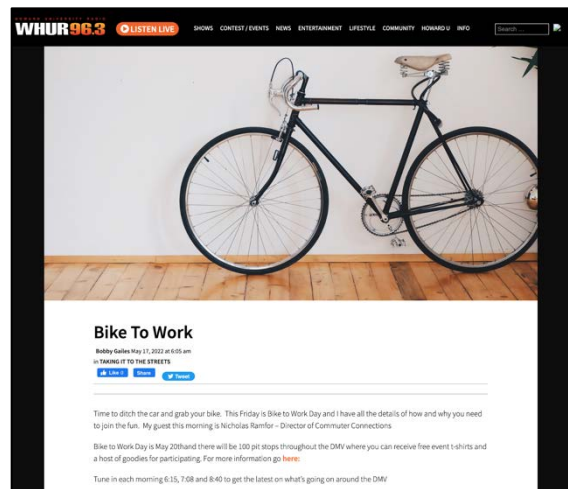 HOWARD UNIVERSITY RADIO
WHUR96.3
LISTEN LIVE
SHOWS CONTEST / EVENTS NEWS ENTERTAINMENT LIFESTYLE COMMUNITY HOWARD U INFO
Search …
Bike To Work
Bobby Gailes May 17, 2022 at 6:05 am
in TAKING IT TO THE STREETS
Like 0 Share Tweet
Time to ditch the car and grab your bike. This Friday is Bike to Work Day and I have all the details of how and why you need
to join the fun. My guest this morning is Nicholas Ramfor – Director of Commuter Connections
Bike to Work Day is May 20thand there will be 100 pit stops throughout the DMV where you can receive free event t-shirts and
a host of goodies for participating. For more information go here:
Tune in each morning 6:15, 7:08 and 8:40 to get the latest on what's going on around the DMV